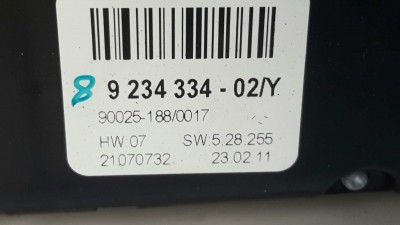 8 9 234 334 - 02/Y
90025-188/0017
HW:07 SW:5.28.255
21070732 23.02.11